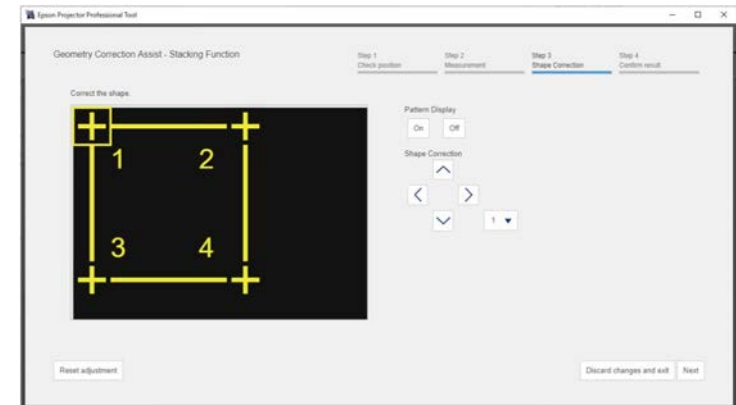 Epson Projector Professional Tool
Geometry Correction Assist - Stacking Function
Step 1
Check position
Step 2
Measurement
Step 3
Shape Correction
Step 4
Confirm result
Correct the shape.
1 2
3 4
Pattern Display
On Off
Shape Correction
1
Reset adjustment
Discard changes and exit Next